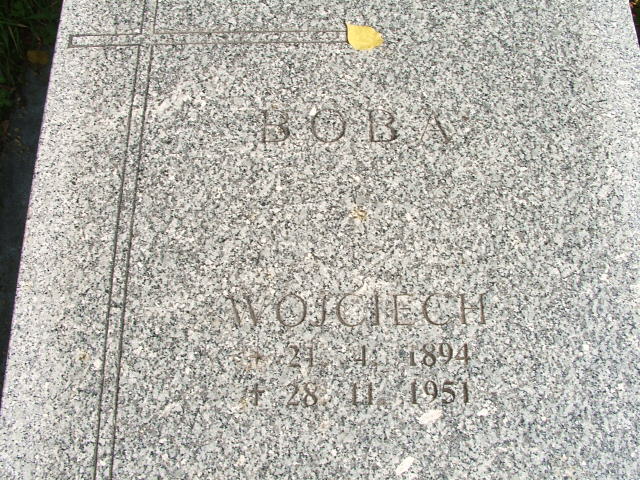 BOBA
WOJCIECH
* 21. 4. 1894
+ 28. 11. 1951